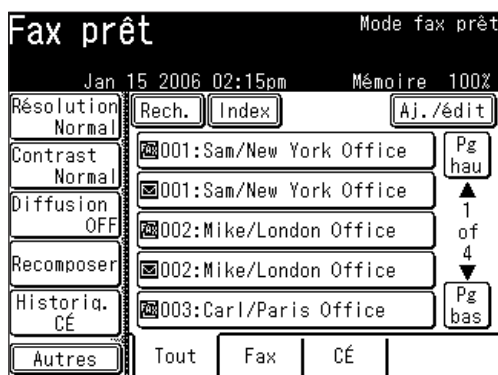 Fax prêt
Mode fax prêt
Jan 15 2006 02:15pm Mémoire 100%
Résolution
Normal
Contrast
Normal
Diffusion
OFF
Recomposer
Historiq.
CÉ
Autres
Rech. Index Aj./édit
001:Sam/New York Office
001:Sam/New York Office
002:Mike/London Office
002:Mike/London Office
003:Carl/Paris Office
Pg
hau
1
of
4
Pg
bas
Tout Fax CÉ